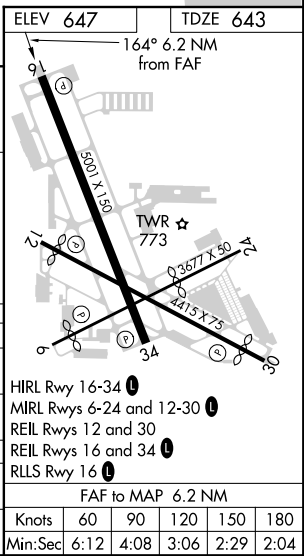 ELEV 647
TDZE 643
164° 6.2 NM
from FAF
16
P
5001 X 150
TWR
773
12
P
24
3677 X 50
4415 X 75
P
6
P
34
P
30
HIRL Rwy 16-34 L
MIRL Rwys 6-24 and 12-30 L
REIL Rwys 12 and 30
REIL Rwys 16 and 34 L
RLLS Rwy 16 L
FAF to MAP 6.2 NM
Knots 60 90 120 150 180
Min:Sec 6:12 4:08 3:06 2:29 2:04